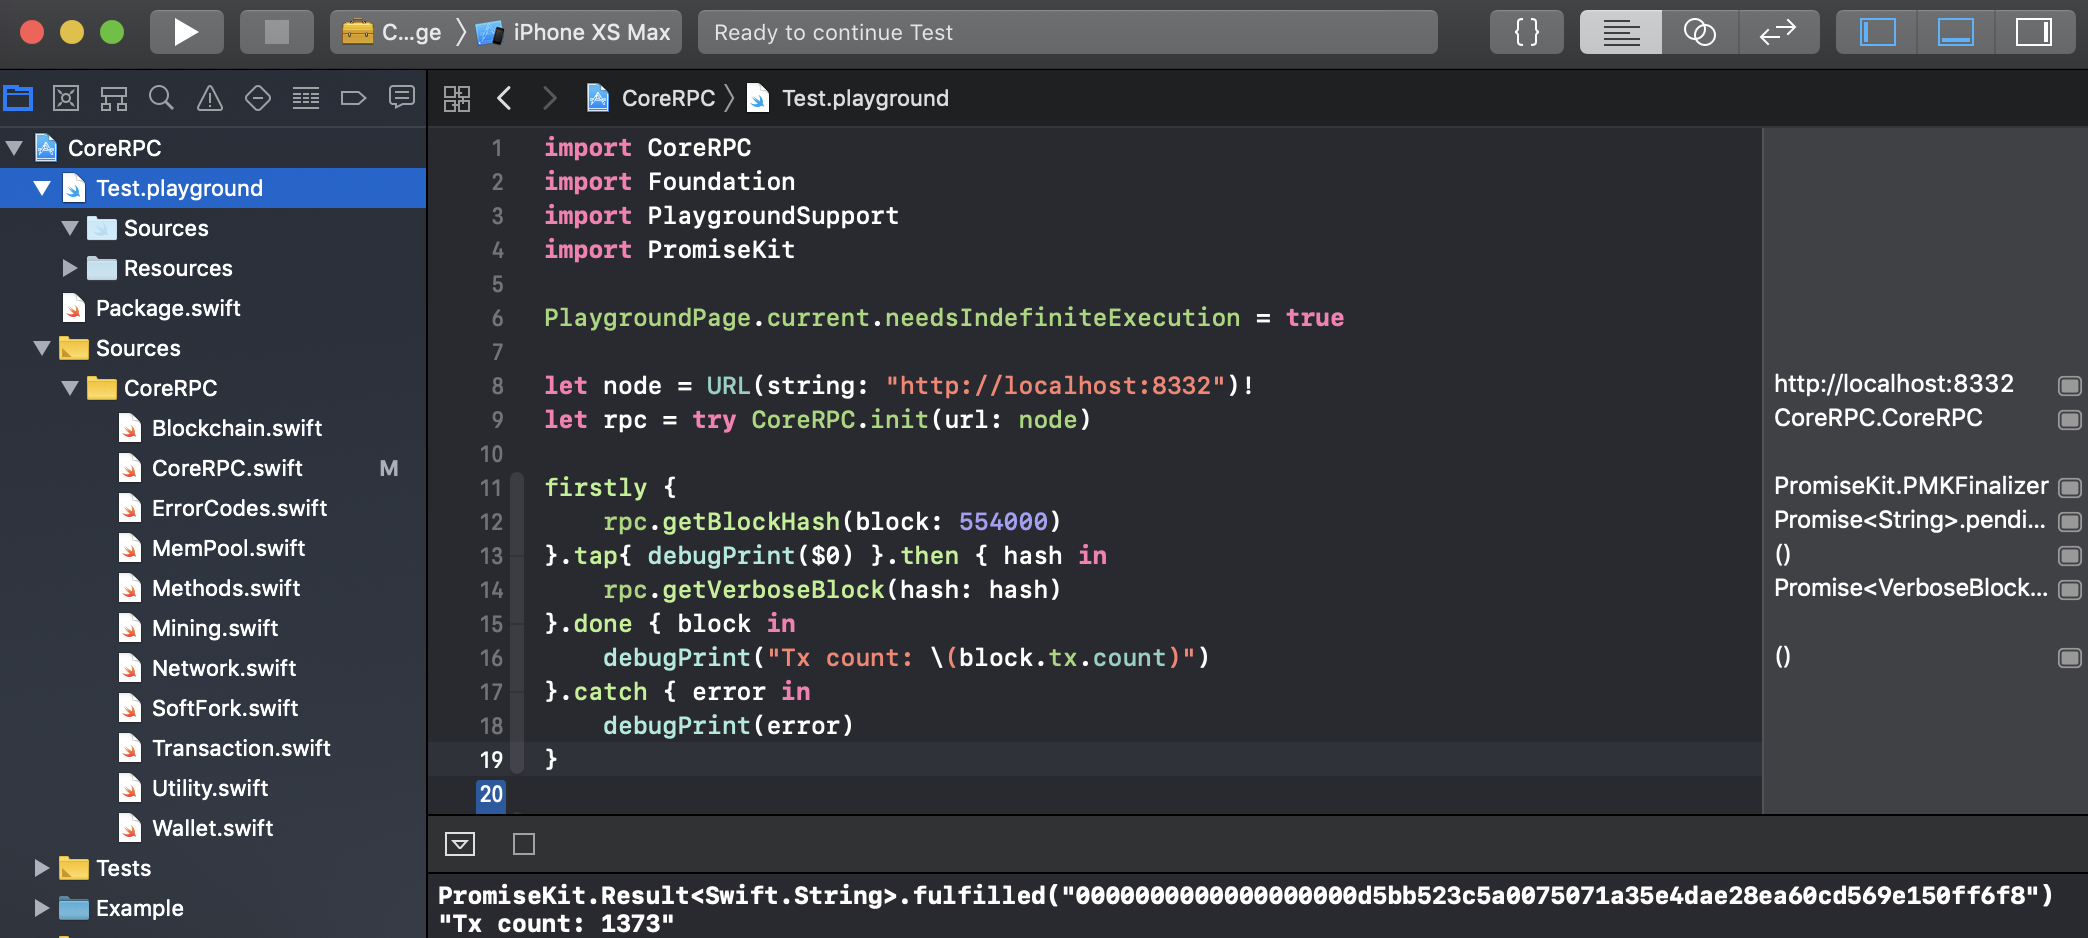 C...ge
iPhone XS Max
Ready to continue Test
{}
CoreRPC
Test.playground
CoreRPC
Test.playground
Sources
Resources
Package.swift
Sources
CoreRPC
Blockchain.swift
CoreRPC.swift M
ErrorCodes.swift
MemPool.swift
Methods.swift
Mining.swift
Network.swift
SoftFork.swift
Transaction.swift
Utility.swift
Wallet.swift
Tests
Example
1 import CoreRPC
2 import Foundation
3 import PlaygroundSupport
4 import PromiseKit
5
6 PlaygroundPage.current.needsIndefiniteExecution = true
7
8 let node = URL(string: "http://localhost:8332")!
9 let rpc = try CoreRPC.init(url: node)
10
11 firstly {
12     rpc.getBlockHash(block: 554000)
13 }.tap{ debugPrint($0) }.then { hash in
14     rpc.getVerboseBlock(hash: hash)
15 }.done { block in
16     debugPrint("Tx count: \(block.tx.count)")
17 }.catch { error in
18     debugPrint(error)
19 }
20
http://localhost:8332
CoreRPC.CoreRPC
PromiseKit.PMKFinalizer
Promise<String>.pendi...
()
Promise<VerboseBlock...
()
PromiseKit.Result<Swift.String>.fulfilled("0000000000000000000d5bb523c5a0075071a35e4dae28ea60cd569e150ff6f8")
"Tx count: 1373"